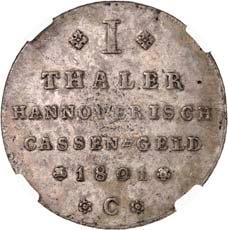 I
THALER
HANNOVERISCH
CASSEN=GELD
1801
C